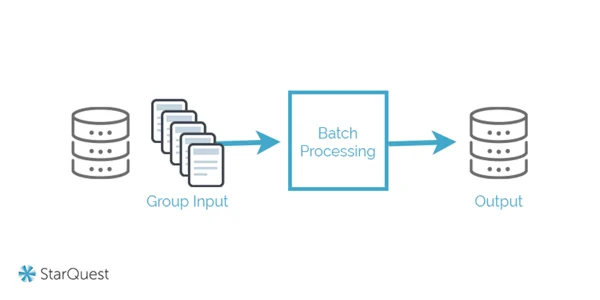 Batch
Processing
Group Input
Output
StarQuest